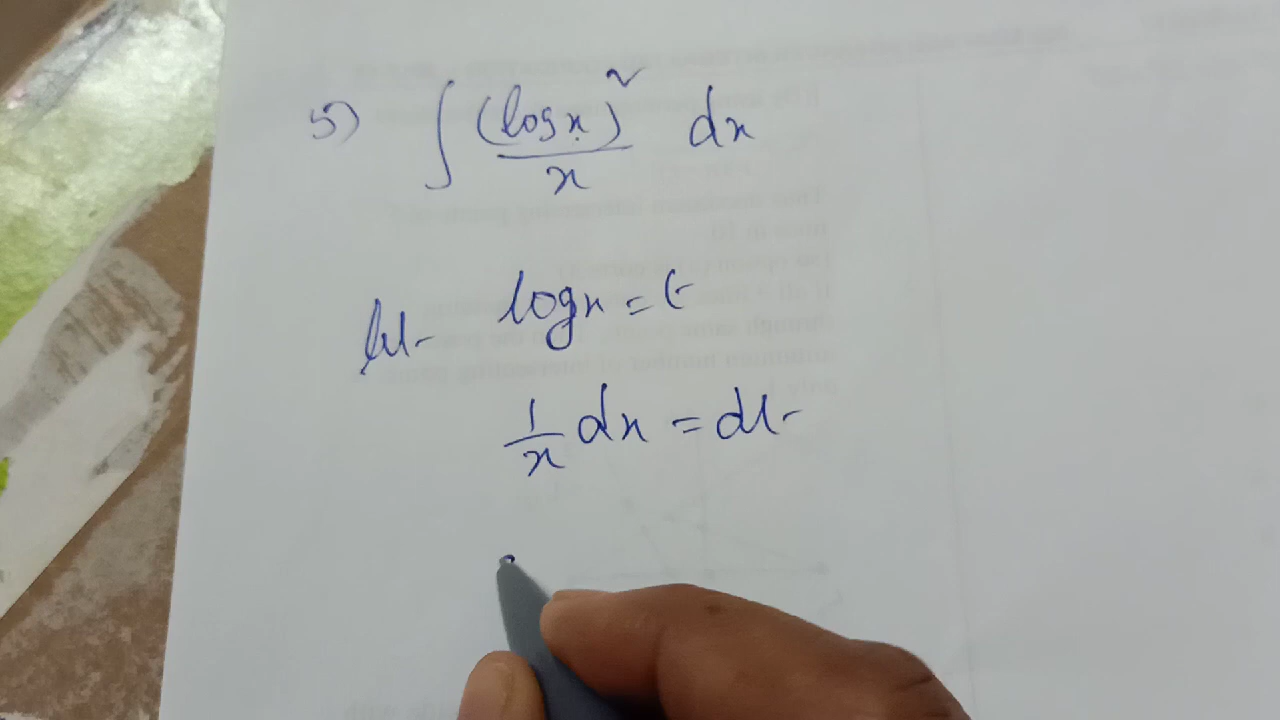 5) ∫ (log x)² / x dx
let log x = t
1/x dx = dt